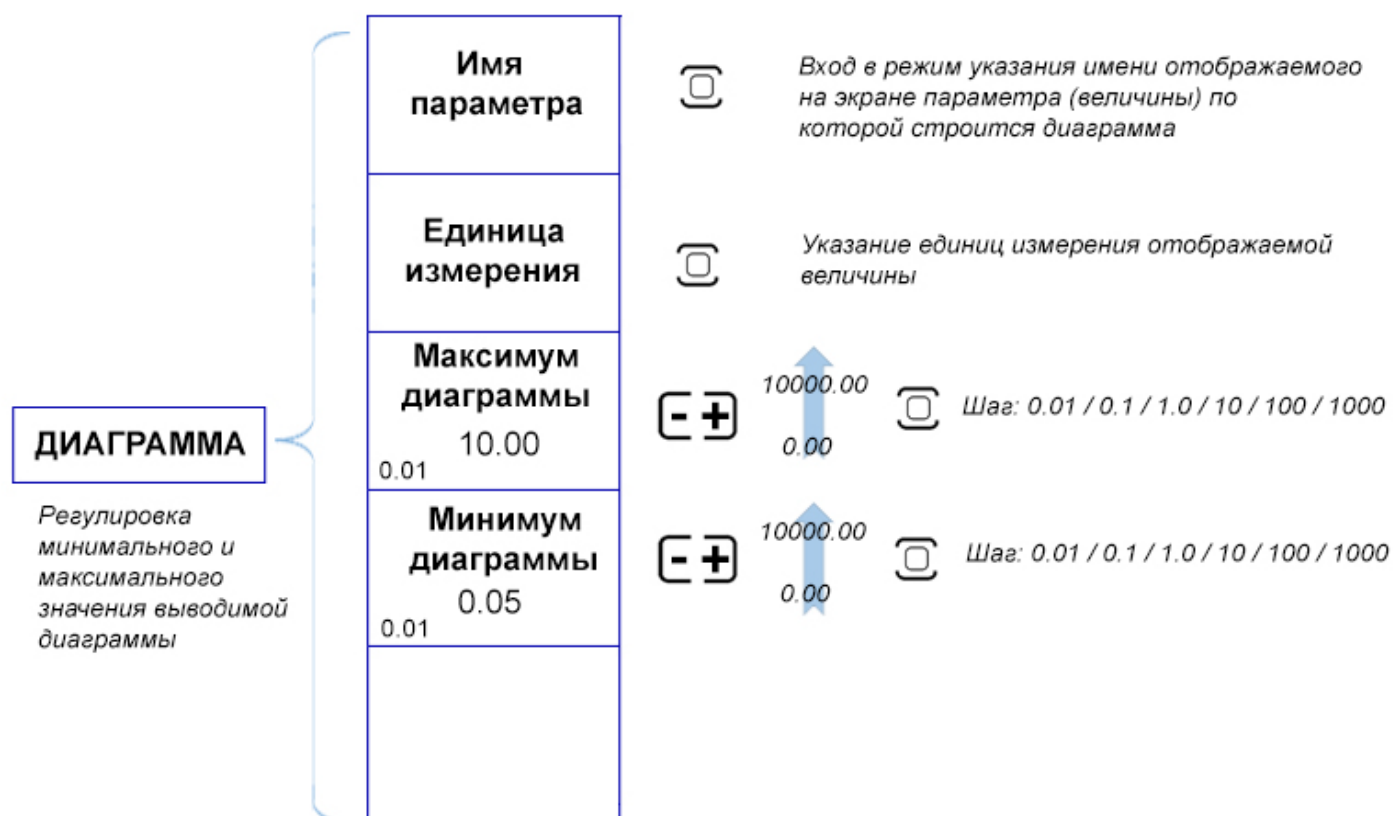 Имя
параметра
Вход в режим указания имени отображаемого
на экране параметра (величины) по
которой строится диаграмма
Единица
измерения
Указание единиц измерения отображаемой
величины
ДИАГРАММА
Регулировка
минимального и
максимального
значения выводимой
диаграммы
Максимум
диаграммы
10.00
0.01
- +
10000.00
0.00
Шаг: 0.01 / 0.1 / 1.0 / 10 / 100 / 1000
Минимум
диаграммы
0.05
0.01
- +
10000.00
0.00
Шаг: 0.01 / 0.1 / 1.0 / 10 / 100 / 1000